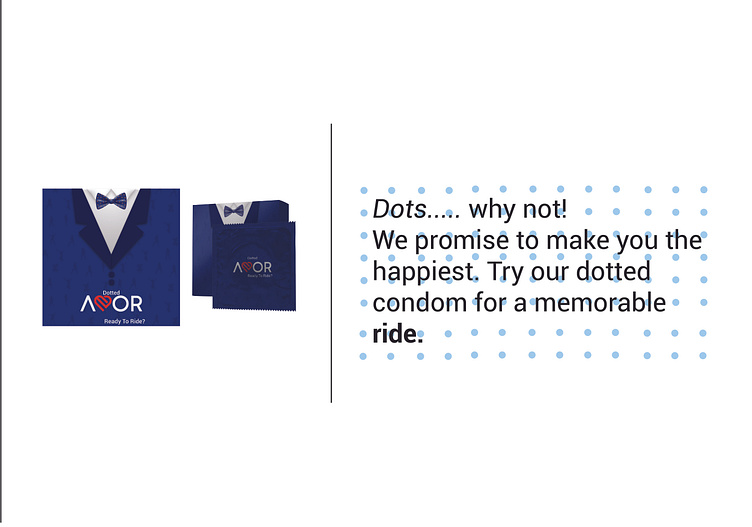 Dotted
AMOR
Ready To Ride?
Dotted
AMOR
Ready To Ride?
Dots..... why not!
We promise to make you the
happiest. Try our dotted
condom for a memorable
ride.